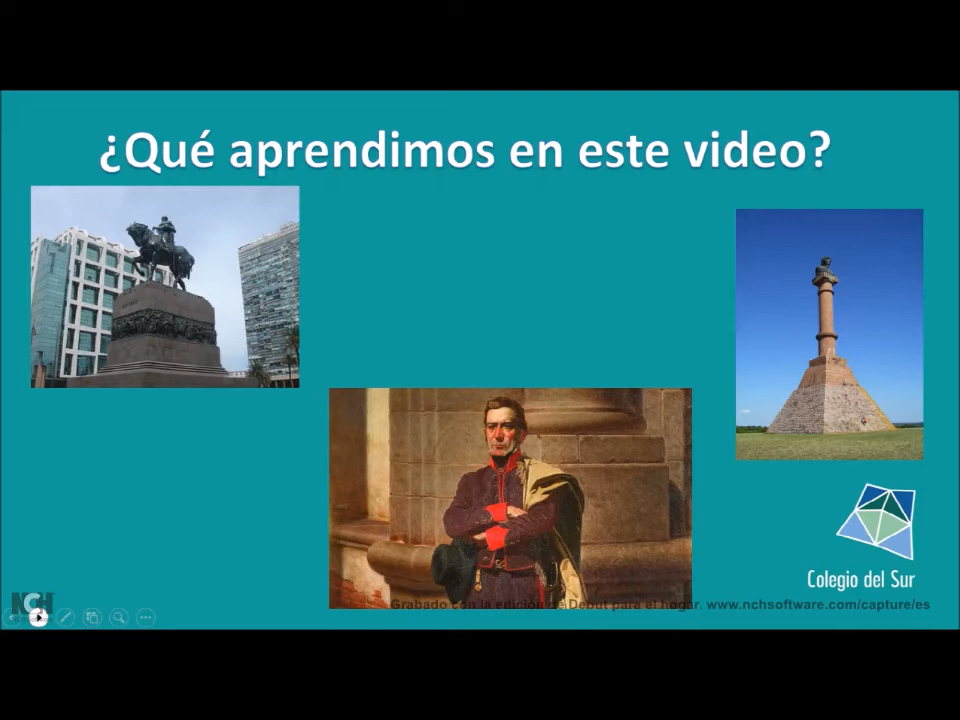 ¿Qué aprendimos en este video?
Colegio del Sur
NCH
Grabado con la edición de Debut para el hogar. www.nchsoftware.com/capture/es